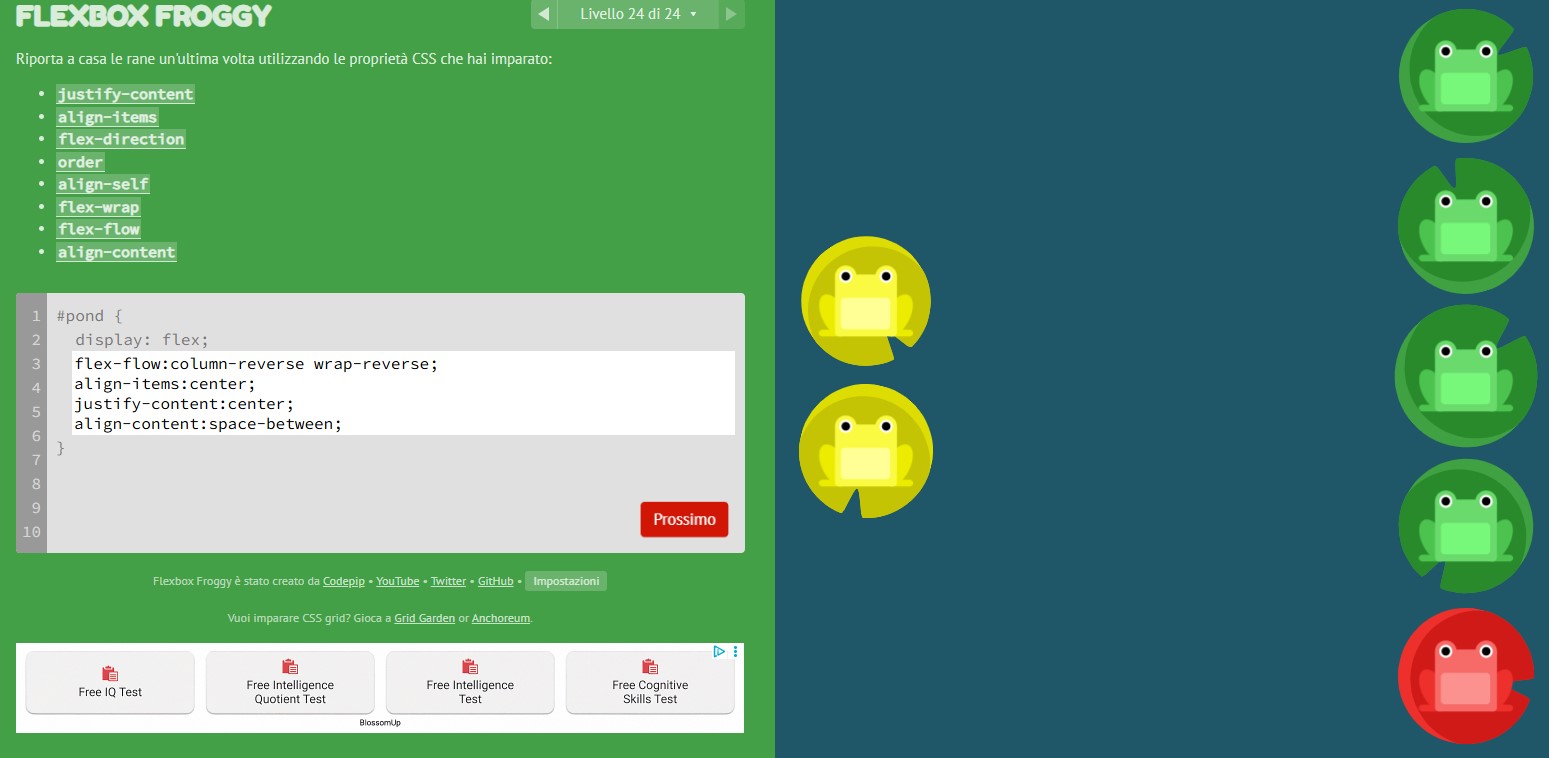 FLEXBOX FROGGY
Livello 24 di 24
Riporta a casa le rane un'ultima volta utilizzando le proprietà CSS che hai imparato:
justify-content
align-items
flex-direction
order
align-self
flex-wrap
flex-flow
align-content
1 #pond {
2 display: flex;
3 flex-flow:column-reverse wrap-reverse;
4 align-items:center;
5 justify-content:center;
6 align-content:space-between;
7 }
8
9
10
Prossimo
Flexbox Froggy è stato creato da Codepip • YouTube • Twitter • GitHub • Impostazioni
Vuoi imparare CSS grid? Gioca a Grid Garden or Anchoreum.
Free IQ Test
Free Intelligence
Quotient Test
Free Intelligence
Test
Free Cognitive
Skills Test
BlossomUp